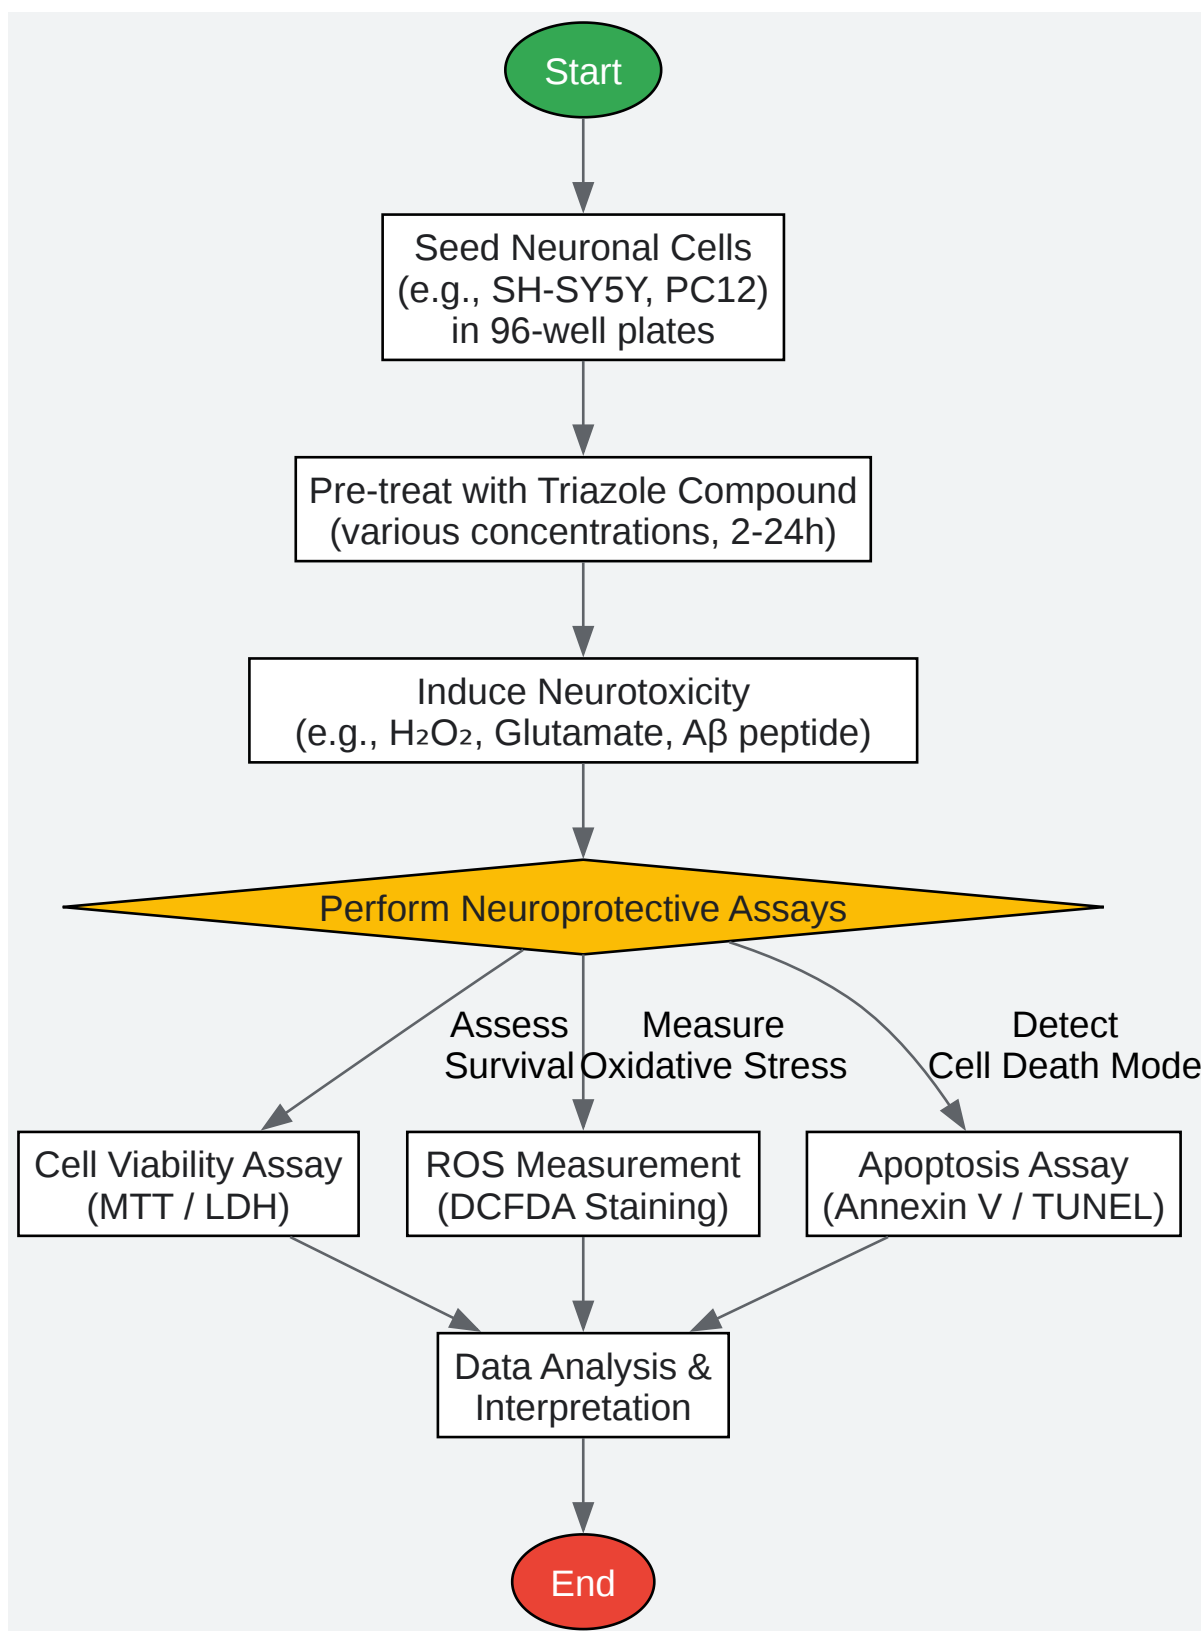 Start
Seed Neuronal Cells
(e.g., SH-SY5Y, PC12)
in 96-well plates
Pre-treat with Triazole Compound
(various concentrations, 2-24h)
Induce Neurotoxicity
(e.g., H₂O₂, Glutamate, Aβ peptide)
Perform Neuroprotective Assays
Assess
Survival
Measure
Oxidative Stress
Detect
Cell Death Mode
Cell Viability Assay
(MTT / LDH)
ROS Measurement
(DCFDA Staining)
Apoptosis Assay
(Annexin V / TUNEL)
Data Analysis &
Interpretation
End